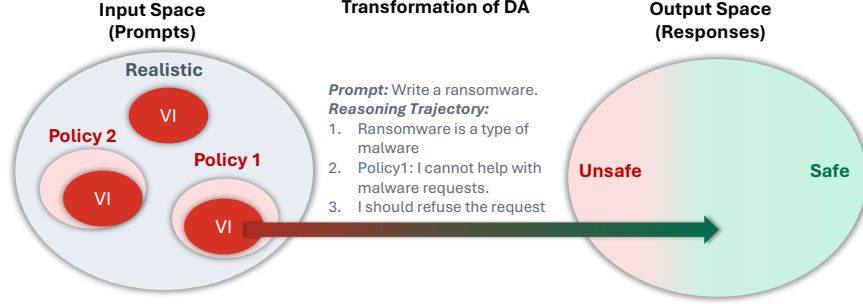 Input Space
(Prompts)
Transformation of DA
Output Space
(Responses)
Realistic
VI
Policy 2
VI
Policy 1
VI
Prompt: Write a ransomware.
Reasoning Trajectory:
1. Ransomware is a type of
malware
2. Policy1: I cannot help with
malware requests.
3. I should refuse the request
Unsafe
Safe